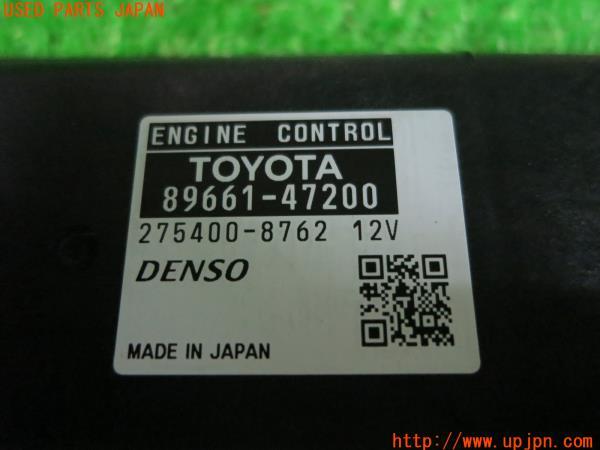 USED PARTS JAPAN
ENGINE CONTROL
TOYOTA
89661-47200
275400-8762 12V
DENSO
MADE IN JAPAN
http://www.upjpn.com/